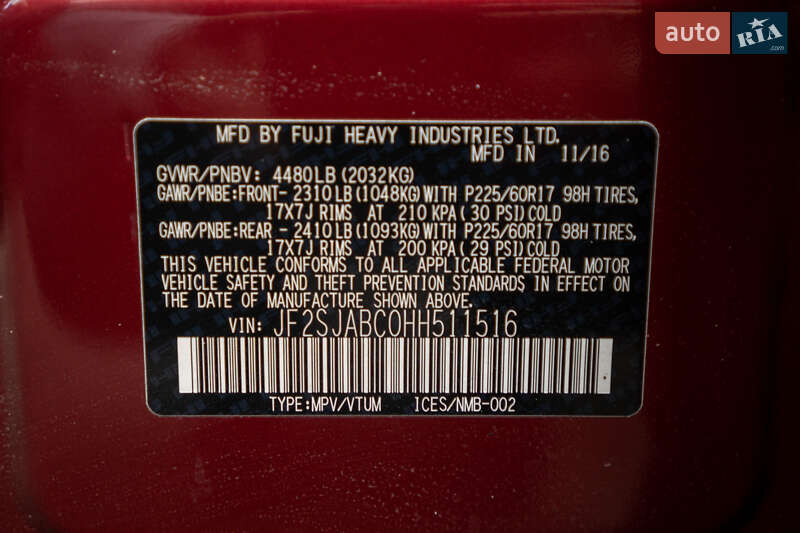 auto RIA .com
MFD BY FUJI HEAVY INDUSTRIES LTD.
MFD IN 11/16
GVWR/PNBV: 4480LB (2032KG)
GAWR/PNBE:FRONT- 2310LB (1048KG) WITH P225/60R17 98H TIRES,
17X7J RIMS AT 210 KPA( 30 PSI) COLD
GAWR/PNBE:REAR - 2410LB (1093KG) WITH P225/60R17 98H TIRES,
17X7J RIMS AT 200 KPA( 29 PSI) COLD
THIS VEHICLE CONFORMS TO ALL APPLICABLE FEDERAL MOTOR
VEHICLE SAFETY AND THEFT PREVENTION STANDARDS IN EFFECT ON
THE DATE OF MANUFACTURE SHOWN ABOVE.
VIN: JF2SJABC0HH511516
TYPE:MPV/VTUM ICES/NMB-002